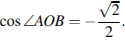 cos∠AOB = −√2/2.